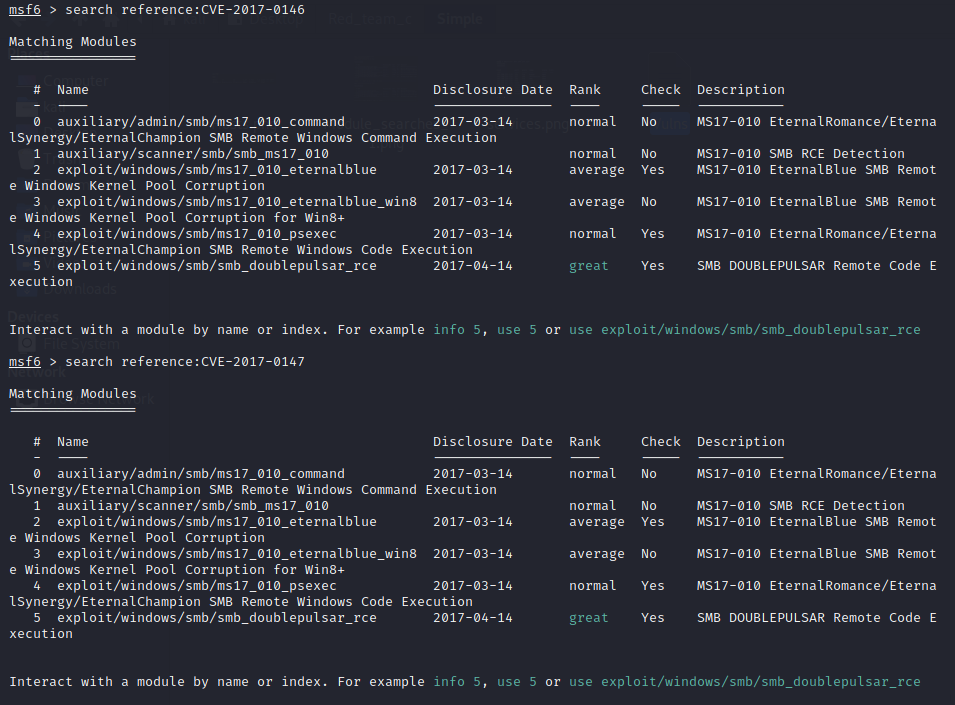 msf6 > search reference:CVE-2017-0146
Matching Modules
================
# Name Disclosure Date Rank Check Description
- ---- --------------- ---- ----- -----------
0 auxiliary/admin/smb/ms17_010_command 2017-03-14 normal No MS17-010 EternalRomance/Eterna
lSynergy/EternalChampion SMB Remote Windows Command Execution
1 auxiliary/scanner/smb/smb_ms17_010 normal No MS17-010 SMB RCE Detection
2 exploit/windows/smb/ms17_010_eternalblue 2017-03-14 average Yes MS17-010 EternalBlue SMB Remot
e Windows Kernel Pool Corruption
3 exploit/windows/smb/ms17_010_eternalblue_win8 2017-03-14 average No MS17-010 EternalBlue SMB Remot
e Windows Kernel Pool Corruption for Win8+
4 exploit/windows/smb/ms17_010_psexec 2017-03-14 normal Yes MS17-010 EternalRomance/Eterna
lSynergy/EternalChampion SMB Remote Windows Code Execution
5 exploit/windows/smb/smb_doublepulsar_rce 2017-04-14 great Yes SMB DOUBLEPULSAR Remote Code E
xecution
Interact with a module by name or index. For example info 5, use 5 or use exploit/windows/smb/smb_doublepulsar_rce
msf6 > search reference:CVE-2017-0147
Matching Modules
================
# Name Disclosure Date Rank Check Description
- ---- --------------- ---- ----- -----------
0 auxiliary/admin/smb/ms17_010_command 2017-03-14 normal No MS17-010 EternalRomance/Eterna
lSynergy/EternalChampion SMB Remote Windows Command Execution
1 auxiliary/scanner/smb/smb_ms17_010 normal No MS17-010 SMB RCE Detection
2 exploit/windows/smb/ms17_010_eternalblue 2017-03-14 average Yes MS17-010 EternalBlue SMB Remot
e Windows Kernel Pool Corruption
3 exploit/windows/smb/ms17_010_eternalblue_win8 2017-03-14 average No MS17-010 EternalBlue SMB Remot
e Windows Kernel Pool Corruption for Win8+
4 exploit/windows/smb/ms17_010_psexec 2017-03-14 normal Yes MS17-010 EternalRomance/Eterna
lSynergy/EternalChampion SMB Remote Windows Code Execution
5 exploit/windows/smb/smb_doublepulsar_rce 2017-04-14 great Yes SMB DOUBLEPULSAR Remote Code E
xecution
Interact with a module by name or index. For example info 5, use 5 or use exploit/windows/smb/smb_doublepulsar_rce